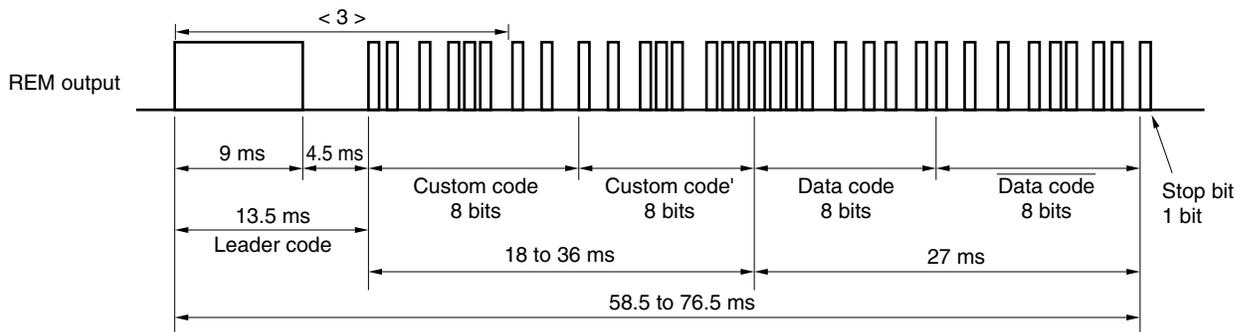 < 3 >
REM output
9 ms
4.5 ms
Custom code
8 bits
Custom code'
8 bits
Data code
8 bits
Data code
8 bits
Stop bit
1 bit
13.5 ms
Leader code
18 to 36 ms
27 ms
58.5 to 76.5 ms